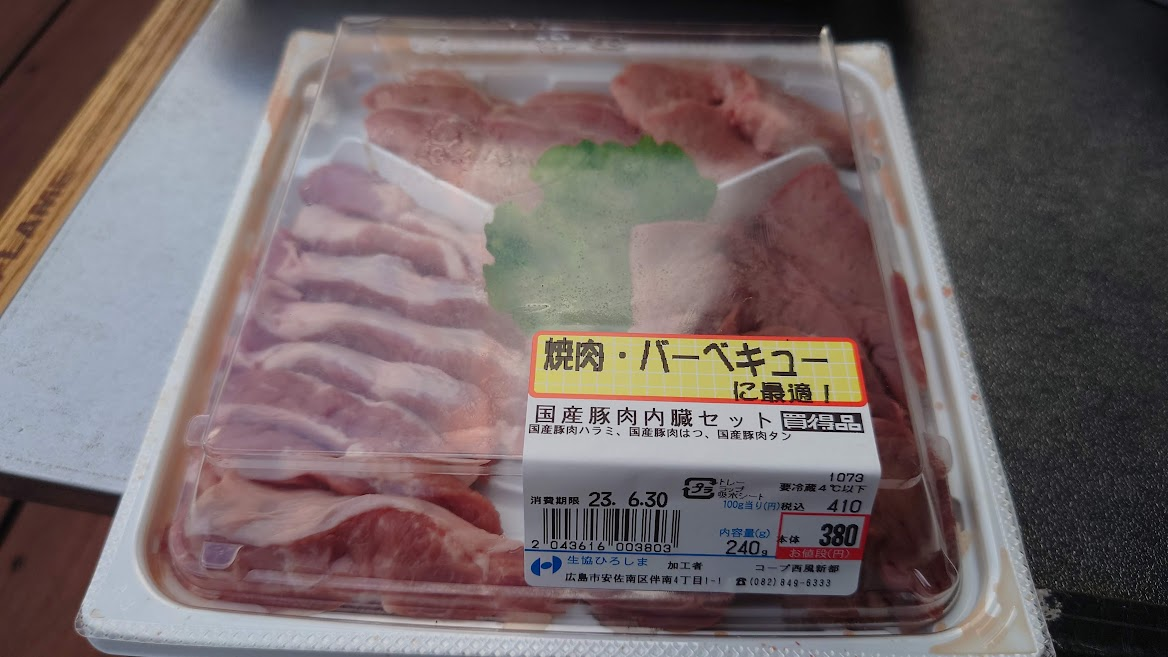 焼肉・バーベキュー
に最適!
国産豚肉内臓セット 買得品
国産豚肉ハラミ、国産豚肉はつ、国産豚肉タン
1073
プラ トレー ラップ 吸水シート 要冷蔵4℃以下
消費期限 23. 6.30 100g当り(円)税込 410
内容量(g) 240g 本体 380
お値段(円)
2 043616 003803
生協ひろしま 加工者 コープ西風新都
広島市安佐南区伴南4丁目1-1 ☎(082)849-6333